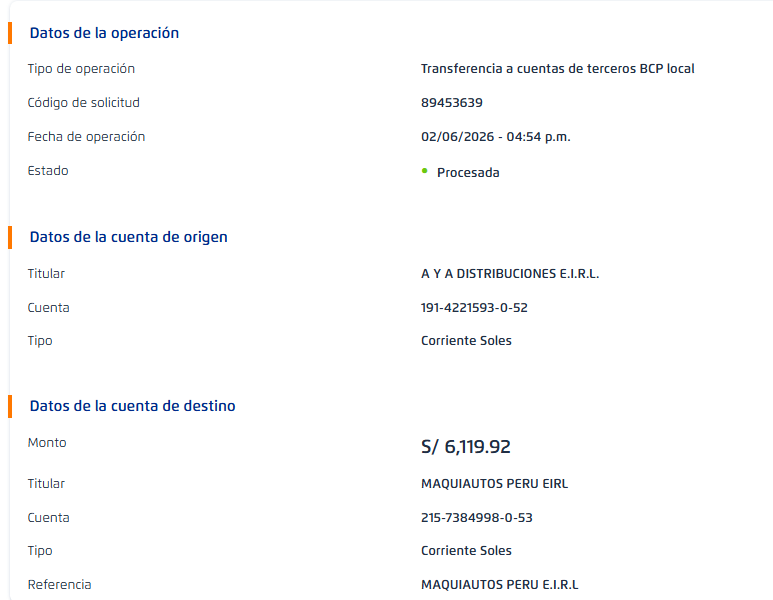 Datos de la operación
Tipo de operación Transferencia a cuentas de terceros BCP local
Código de solicitud 89453639
Fecha de operación 02/06/2026 - 04:54 p.m.
Estado Procesada
Datos de la cuenta de origen
Titular A Y A DISTRIBUCIONES E.I.R.L.
Cuenta 191-4221593-0-52
Tipo Corriente Soles
Datos de la cuenta de destino
Monto S/ 6,119.92
Titular MAQUIAUTOS PERU EIRL
Cuenta 215-7384998-0-53
Tipo Corriente Soles
Referencia MAQUIAUTOS PERU E.I.R.L